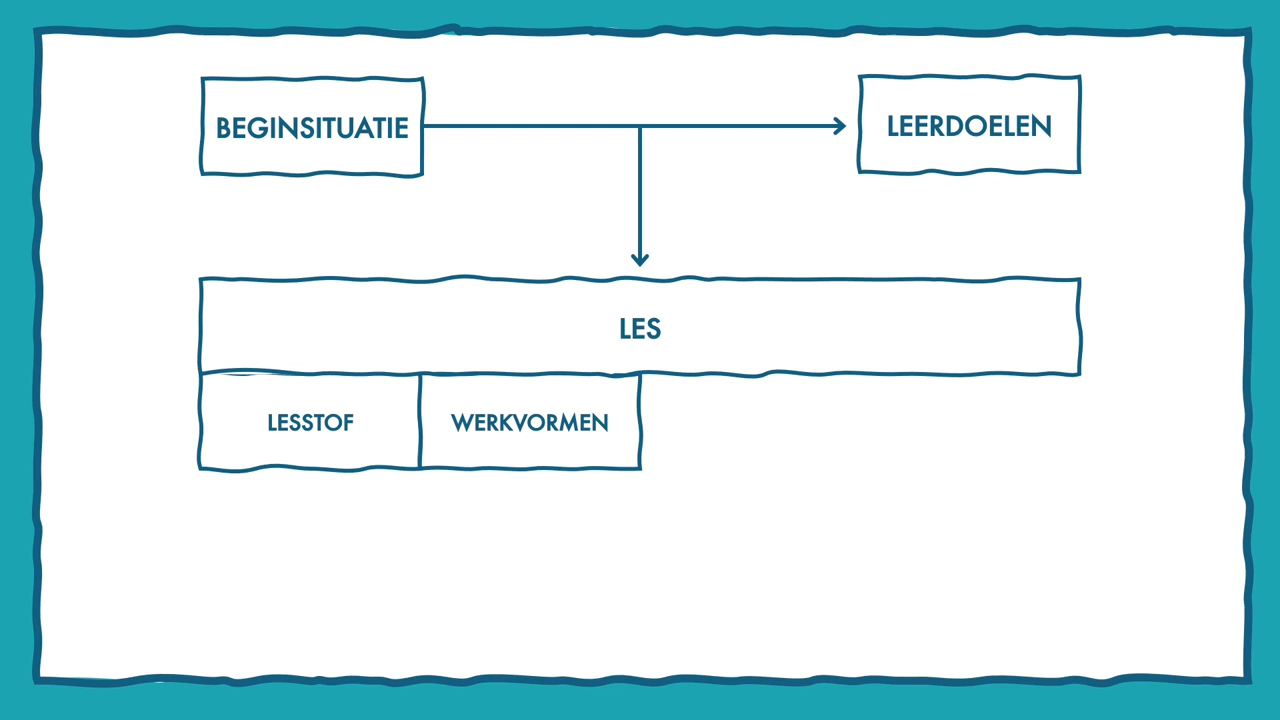 BEGINSITUATIE
LEERDOELEN
LES
LESSTOF
WERKVORMEN